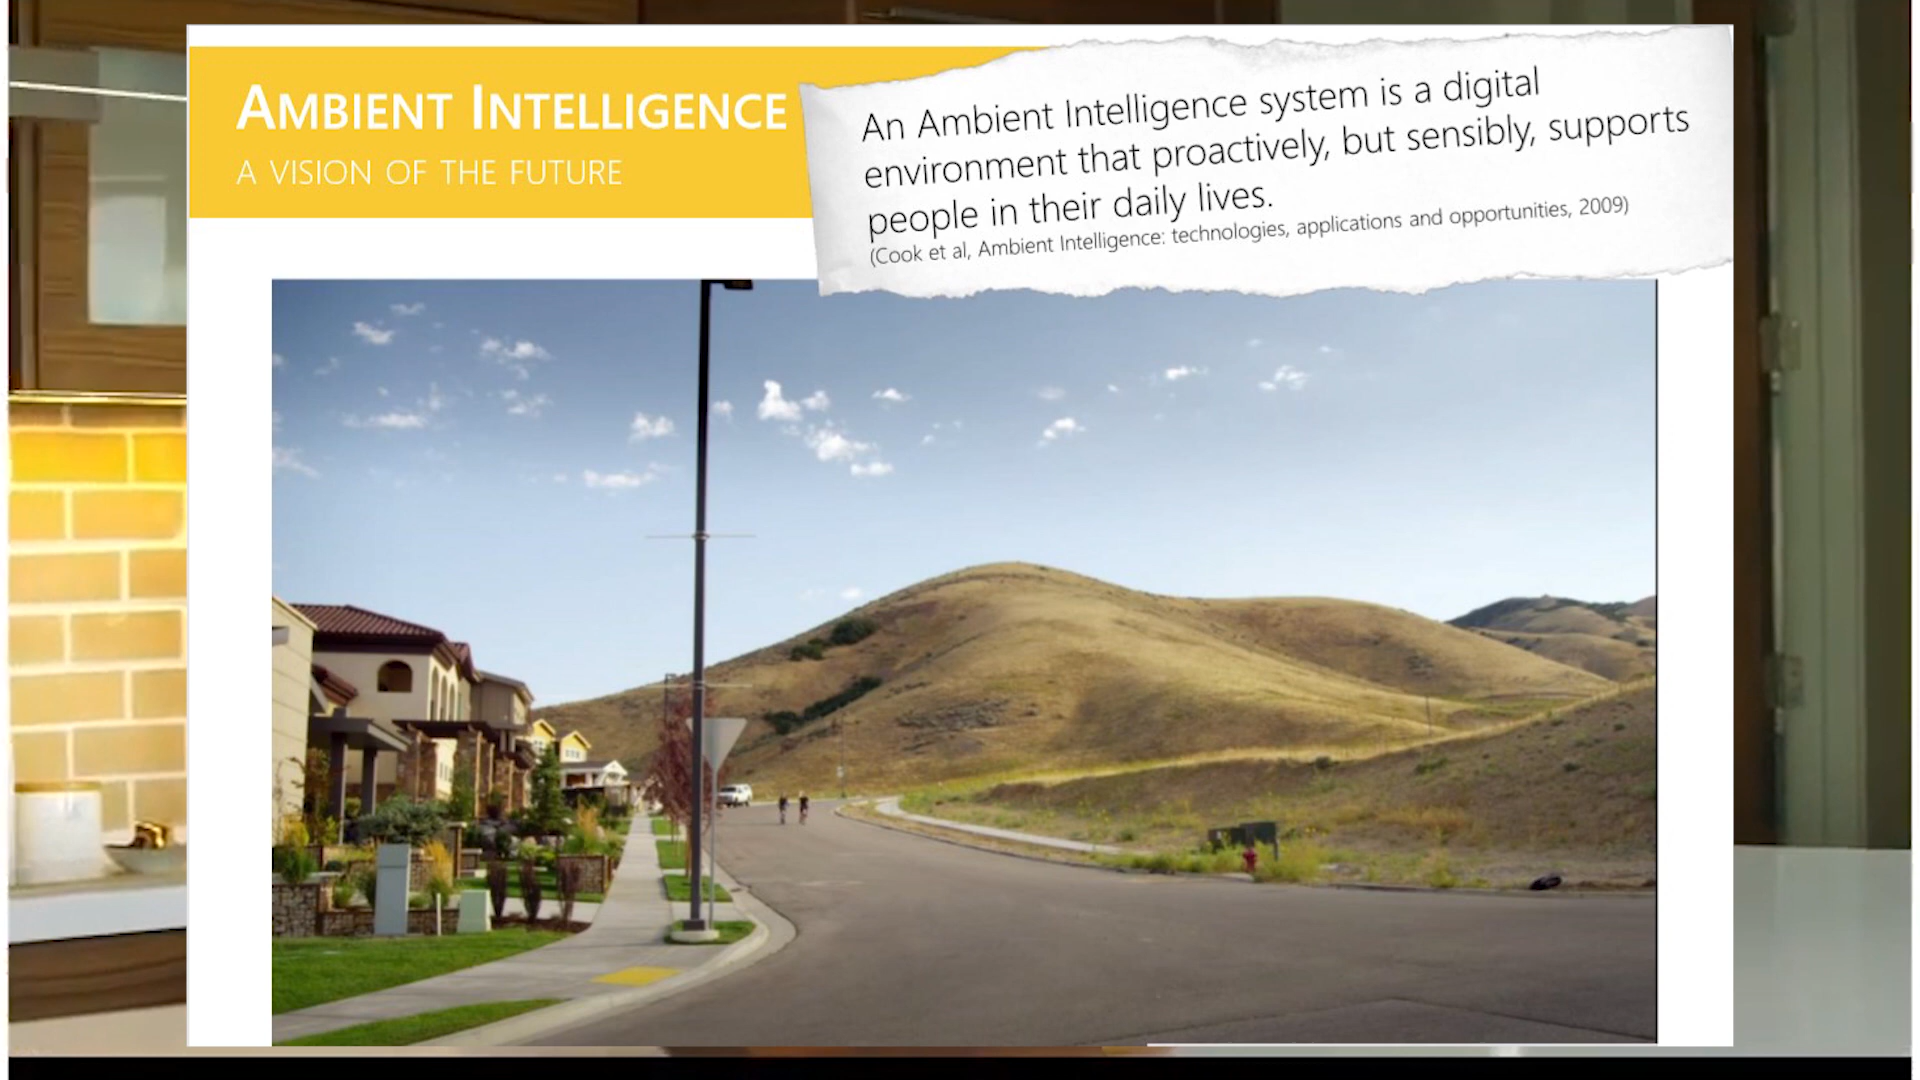 AMBIENT INTELLIGENCE
A VISION OF THE FUTURE
An Ambient Intelligence system is a digital
environment that proactively, but sensibly, supports
people in their daily lives.
(Cook et al, Ambient Intelligence: technologies, applications and opportunities, 2009)